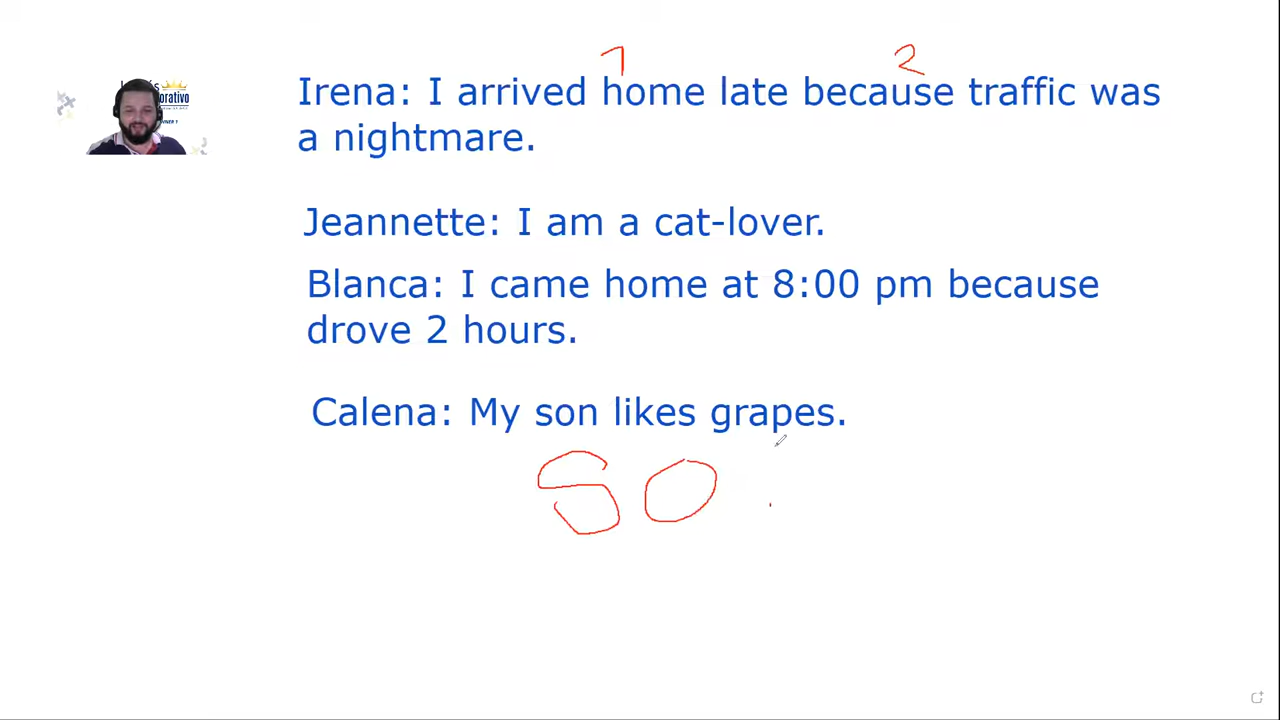 1 2
Irena: I arrived home late because traffic was
a nightmare.
Jeannette: I am a cat-lover.
Blanca: I came home at 8:00 pm because
drove 2 hours.
Calena: My son likes grapes.
SO